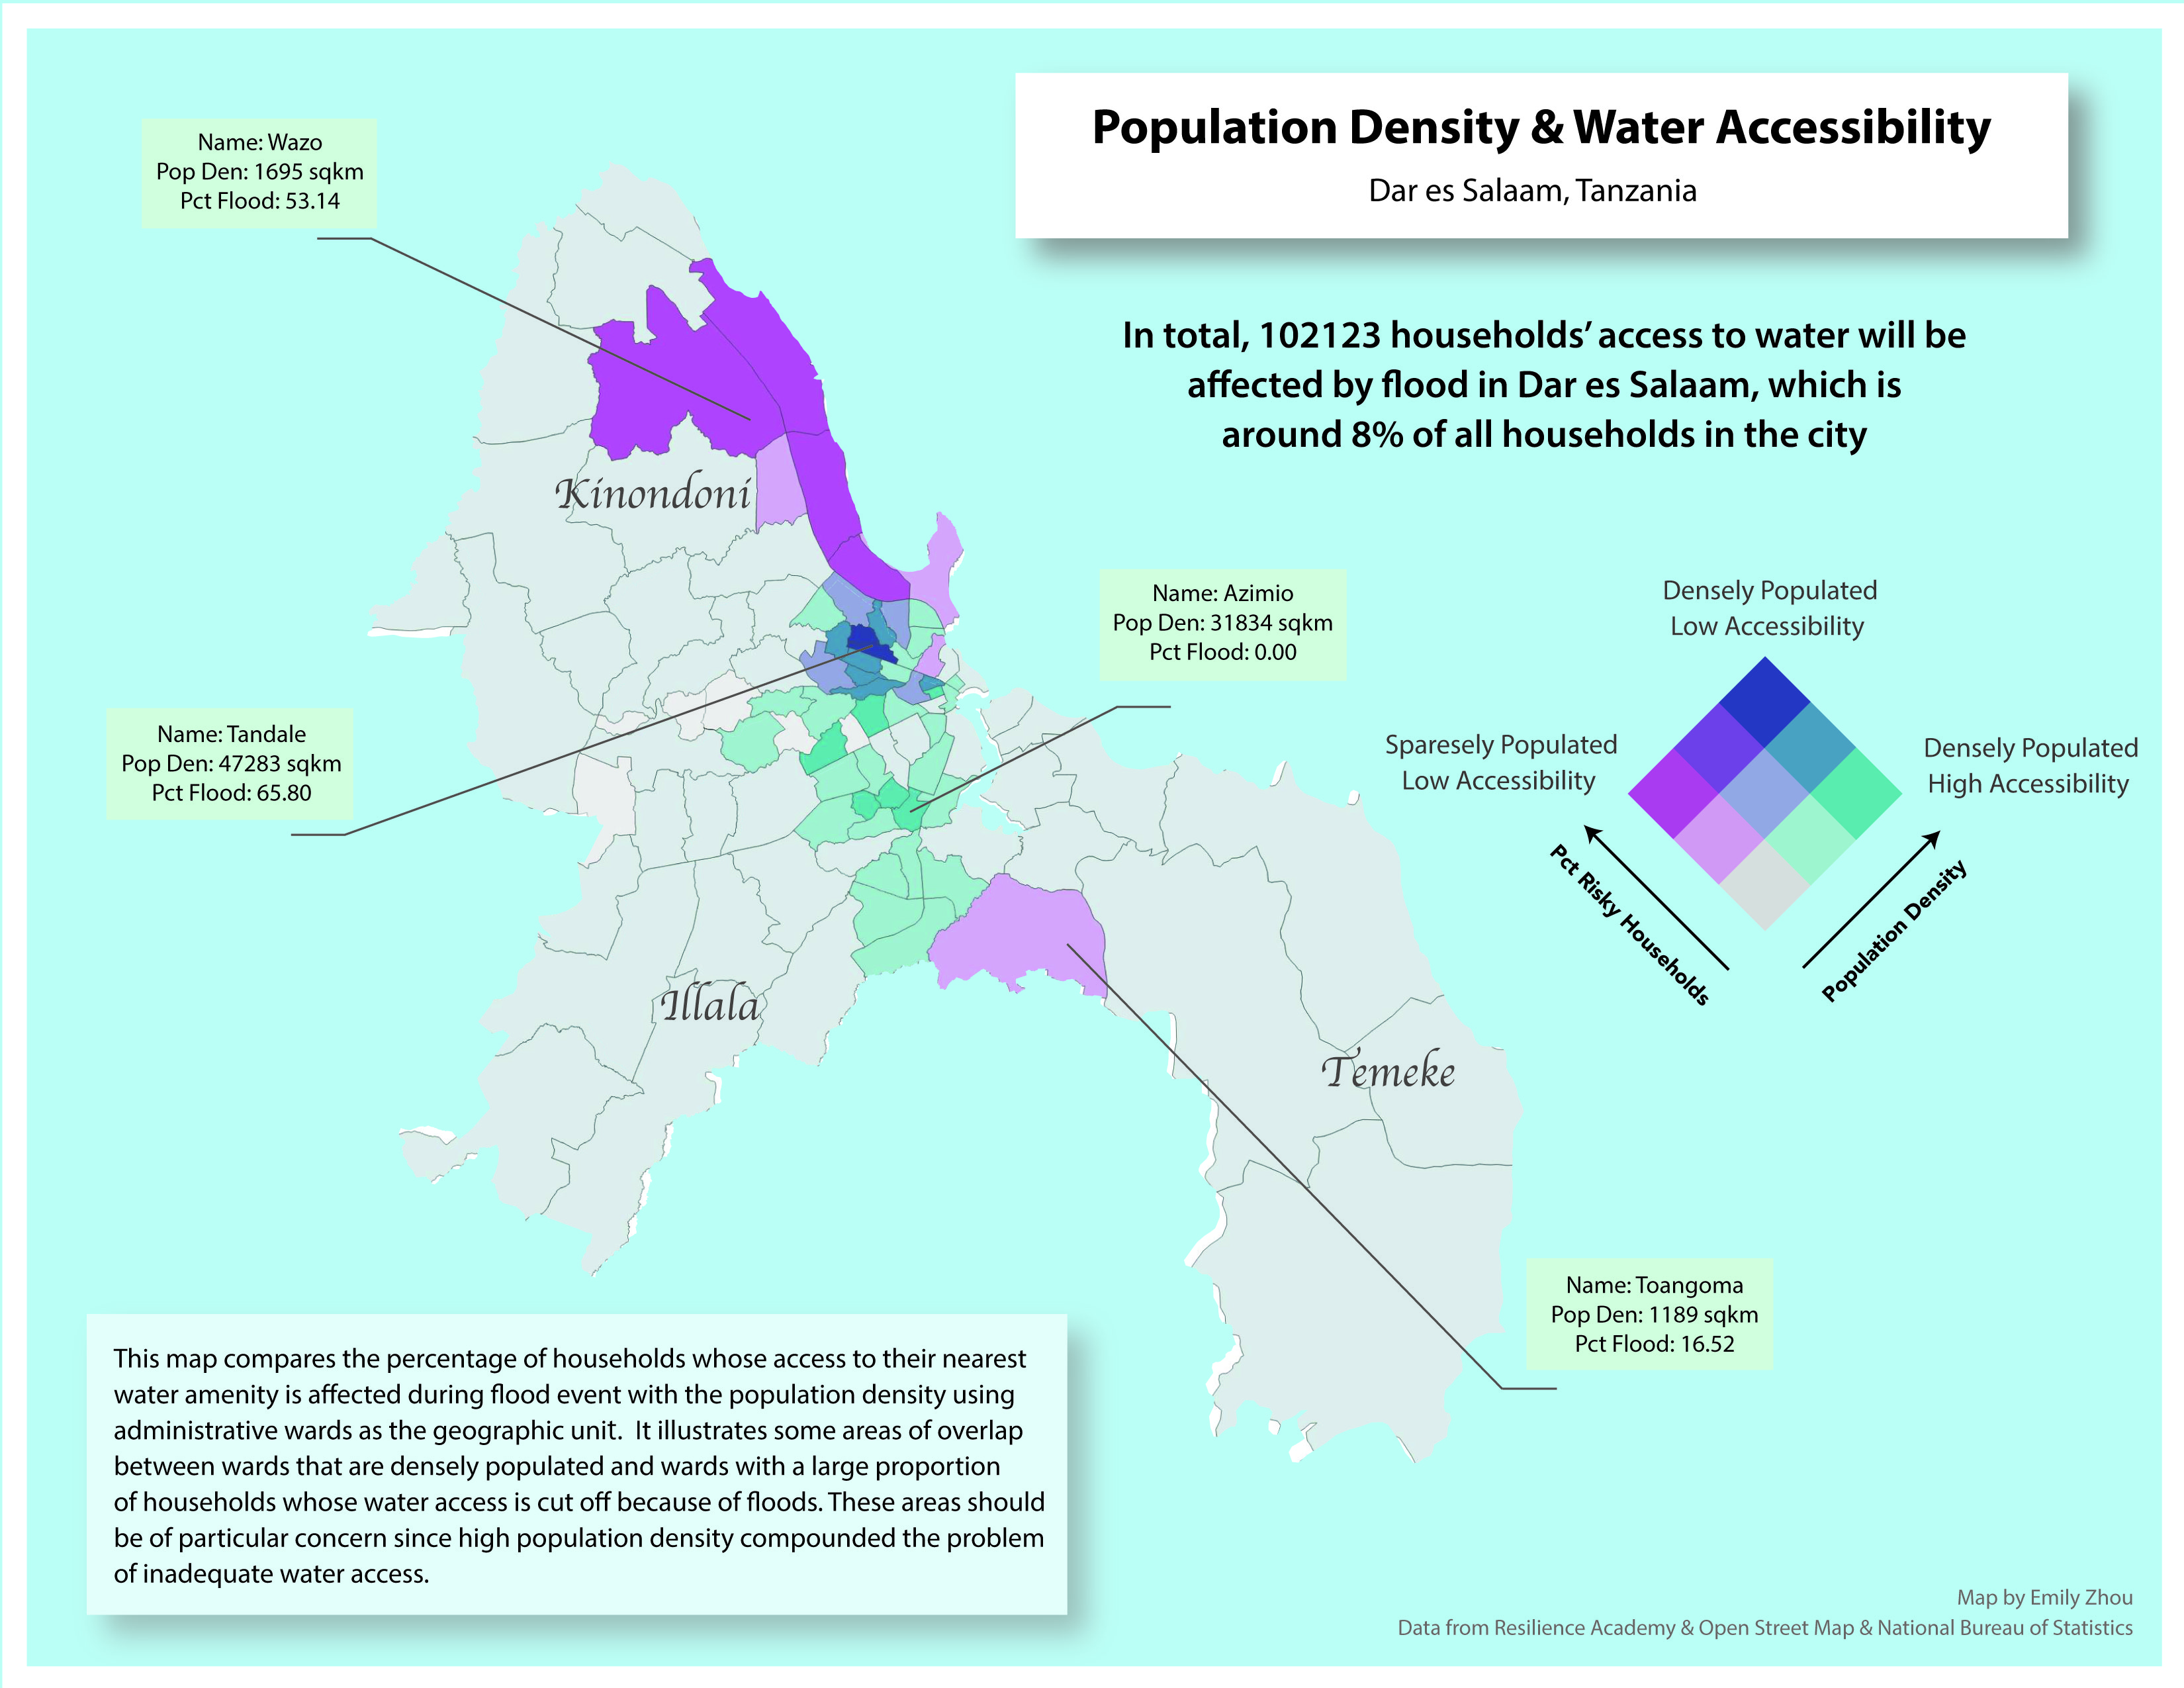 Population Density & Water Accessibility
Dar es Salaam, Tanzania
Name: Wazo
Pop Den: 1695 sqkm
Pct Flood: 53.14
In total, 102123 households’ access to water will be
affected by flood in Dar es Salaam, which is
around 8% of all households in the city
Kinondoni
Name: Azimio
Pop Den: 31834 sqkm
Pct Flood: 0.00
Name: Tandale
Pop Den: 47283 sqkm
Pct Flood: 65.80
Densely Populated
Low Accessibility
Sparesely Populated
Low Accessibility
Densely Populated
High Accessibility
Pct Risky Households
Population Density
Illala
Temeke
Name: Toangoma
Pop Den: 1189 sqkm
Pct Flood: 16.52
This map compares the percentage of households whose access to their nearest
water amenity is affected during flood event with the population density using
administrative wards as the geographic unit.  It illustrates some areas of overlap
between wards that are densely populated and wards with a large proportion
of households whose water access is cut off because of floods. These areas should
be of particular concern since high population density compounded the problem
of inadequate water access.
Map by Emily Zhou
Data from Resilience Academy & Open Street Map & National Bureau of Statistics